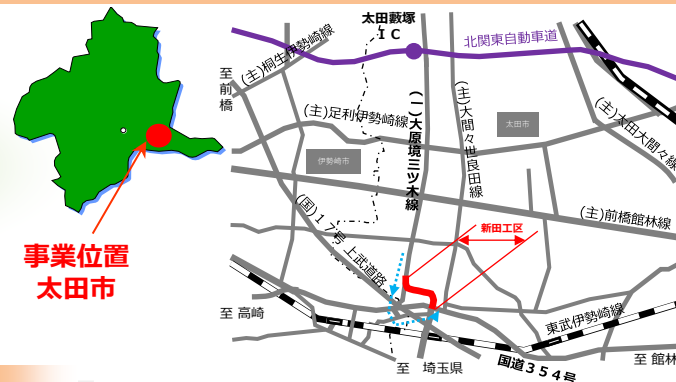 太田藪塚
ＩＣ
北関東自動車道
至
前
橋
(主)桐生伊勢崎線
(主)足利伊勢崎線
(一)大原境三ツ木線
(主)大間々世良田線
太田市
(主)太田大間々線
伊勢崎市
(国)１７号 上武道路
(主)前橋館林線
新田工区
事業位置
太田市
至 高崎
東武伊勢崎線
至 埼玉県
国道３５４号
至 館林